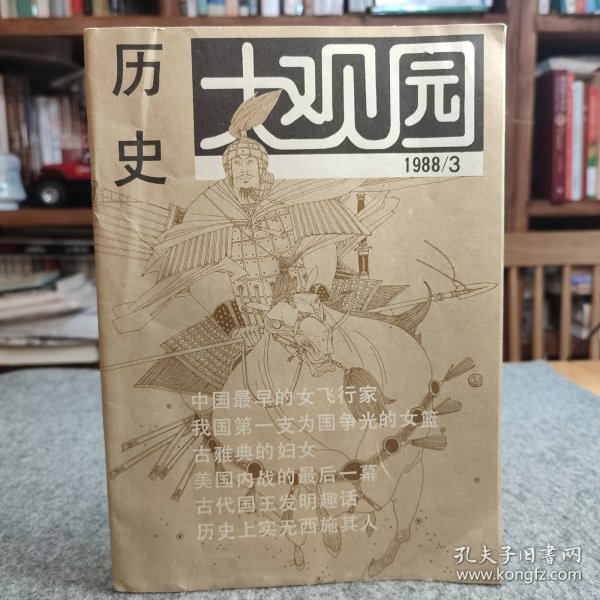 历史
大观园
1988/3
中国最早的女飞行家
我国第一支为国争光的女篮
古雅典的妇女
美国内战的最后一幕
古代国王发明趣话
历史上实无西施其人
孔夫子旧书网
www.kongfz.com